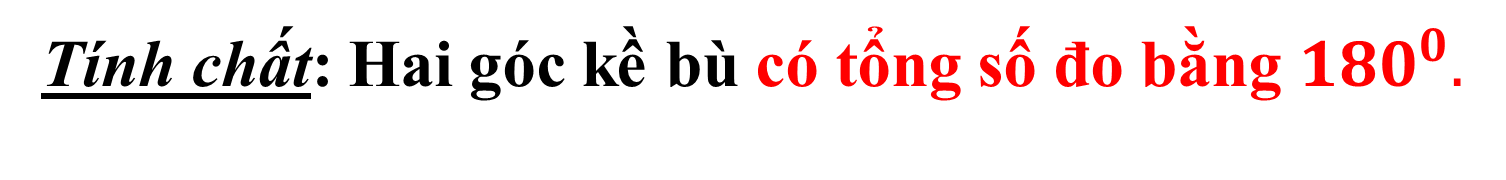 Tính chất: Hai góc kề bù có tổng số đo bằng 180⁰.